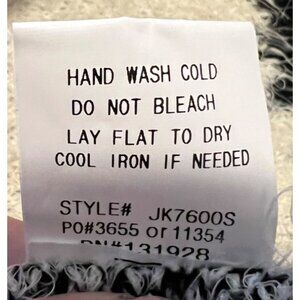 HAND WASH COLD
DO NOT BLEACH
LAY FLAT TO DRY
COOL IRON IF NEEDED
STYLE# JK7600S
PO#3655 or 11354
RN#131928